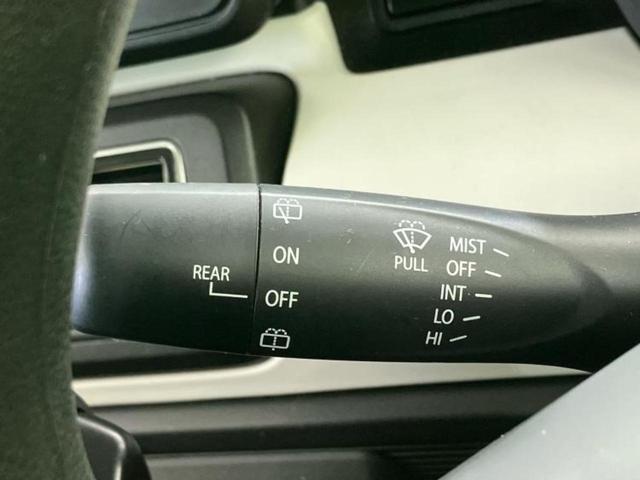 REAR
ON
OFF
PULL
MIST
OFF
INT
LO
HI